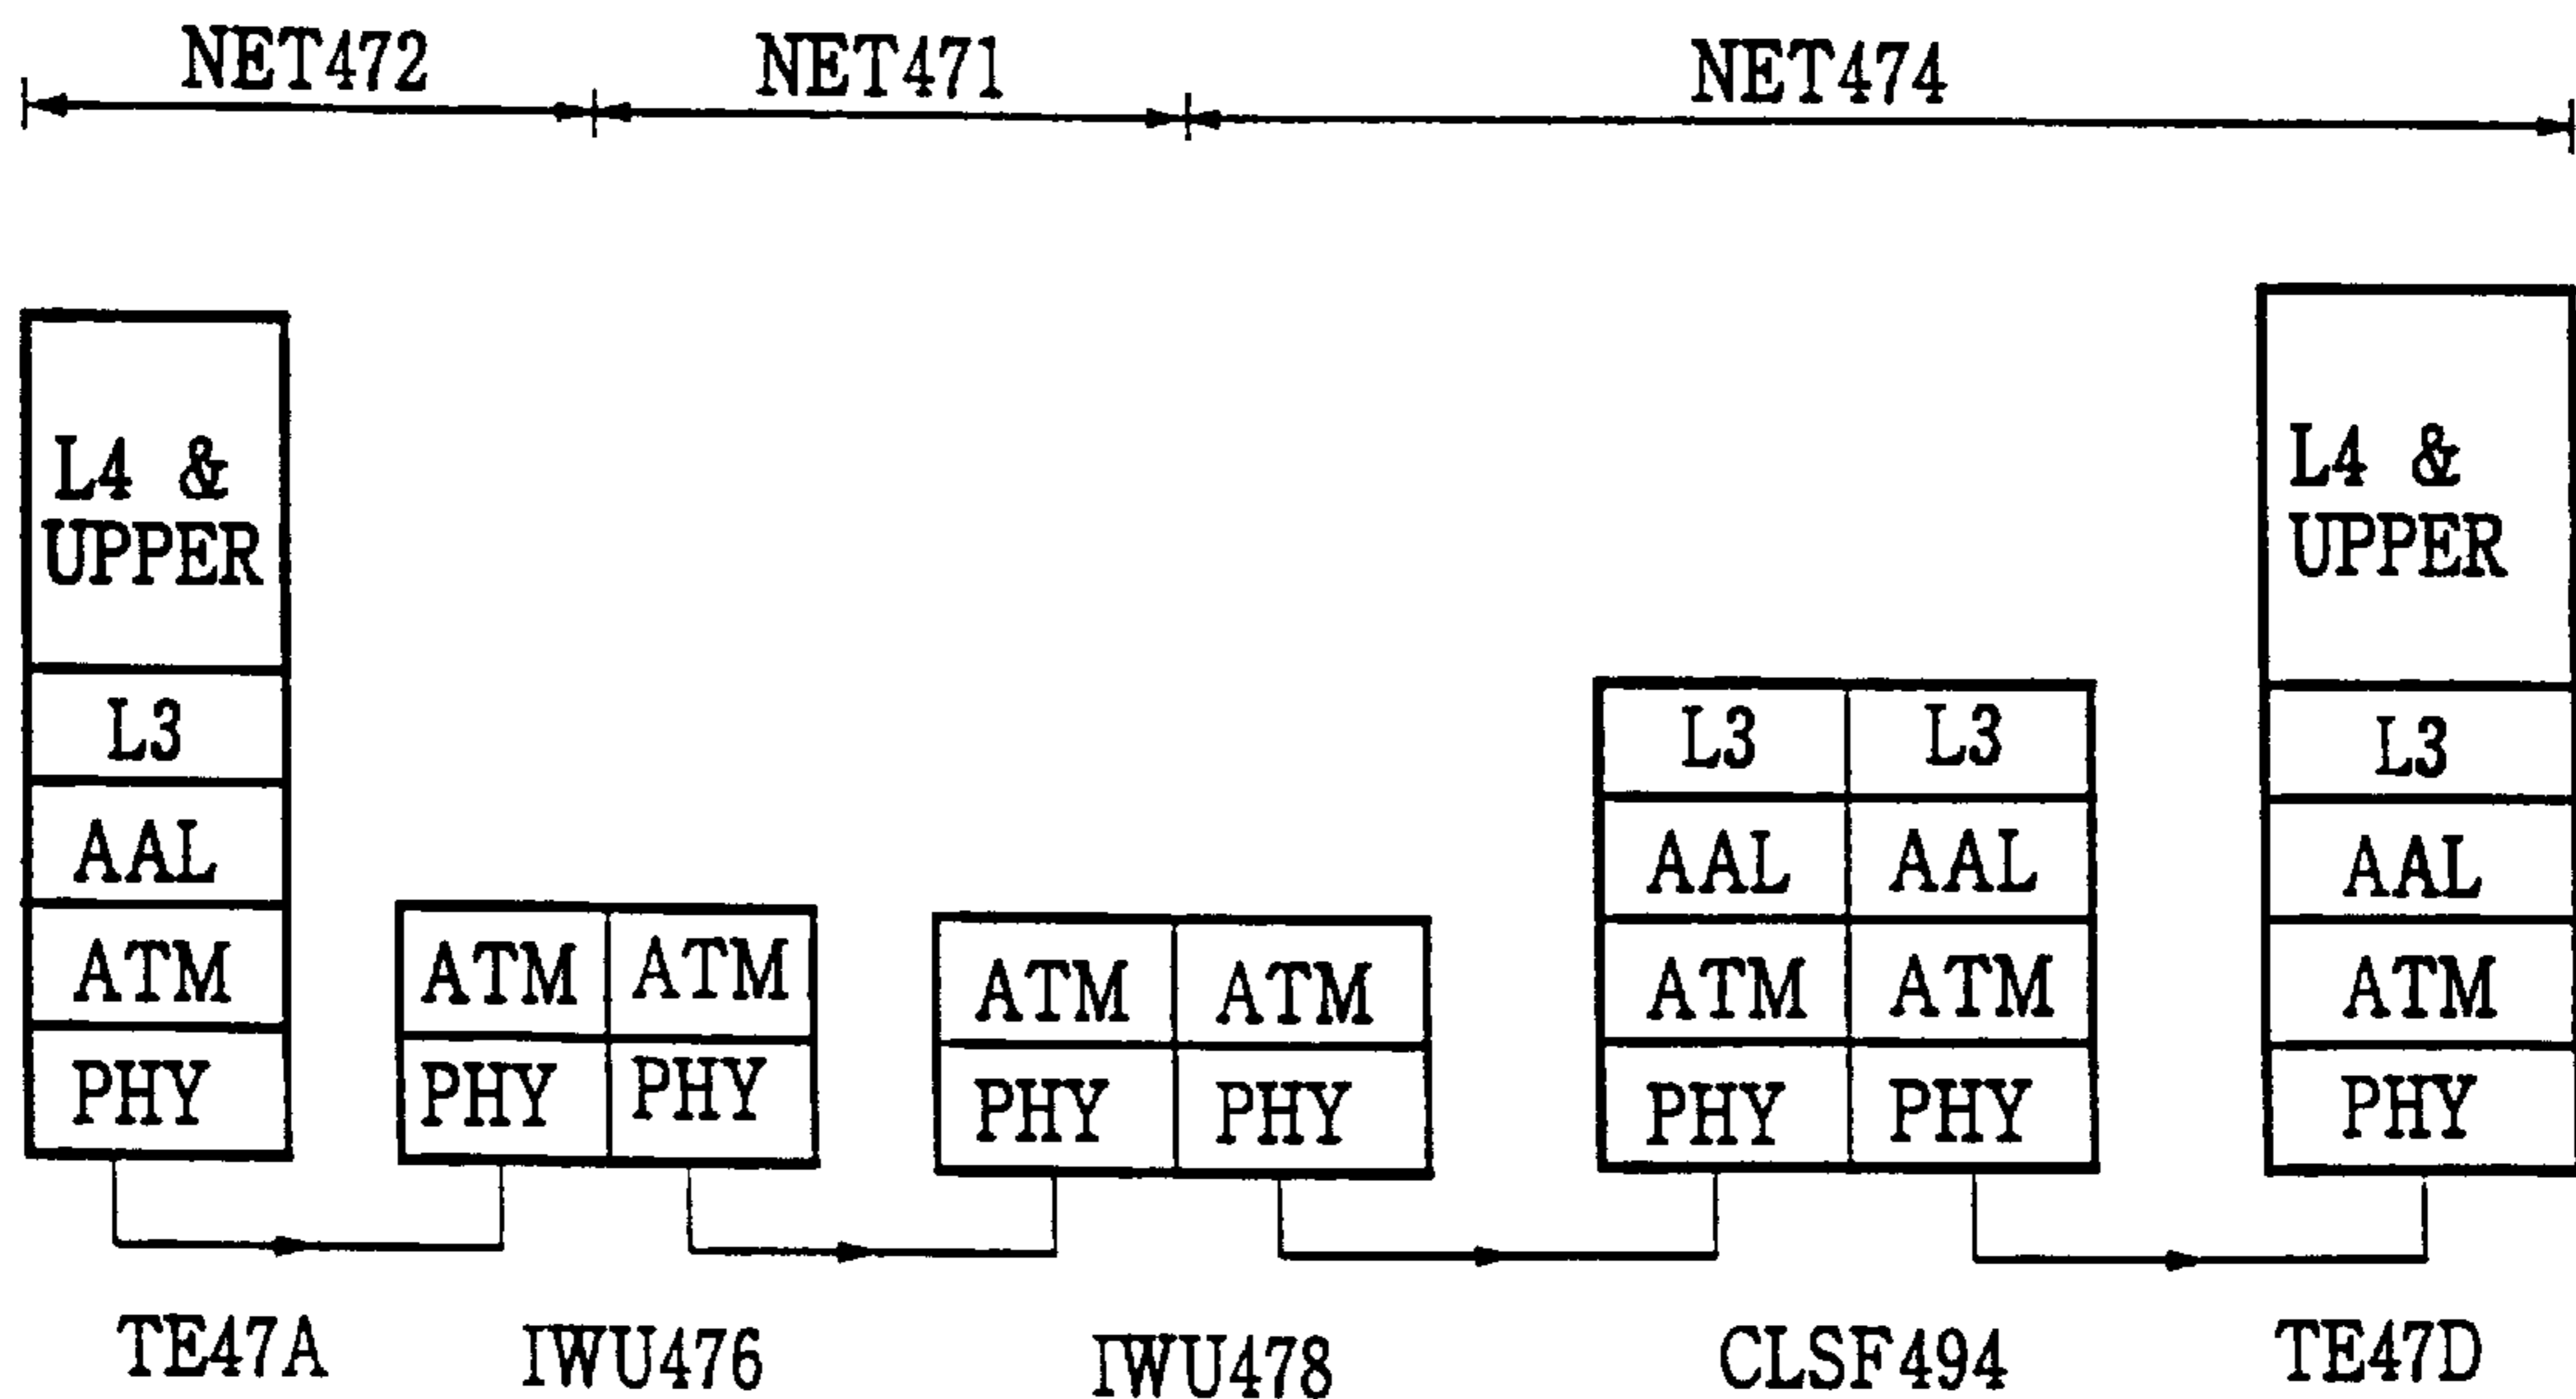 NET472
NET471
NET474
L4 &
UPPER
L3
AAL
ATM
PHY
ATM ATM
PHY PHY
ATM ATM
PHY PHY
L3 L3
AAL AAL
ATM ATM
PHY PHY
L4 &
UPPER
L3
AAL
ATM
PHY
TE47A
IWU476
IWU478
CLSF494
TE47D